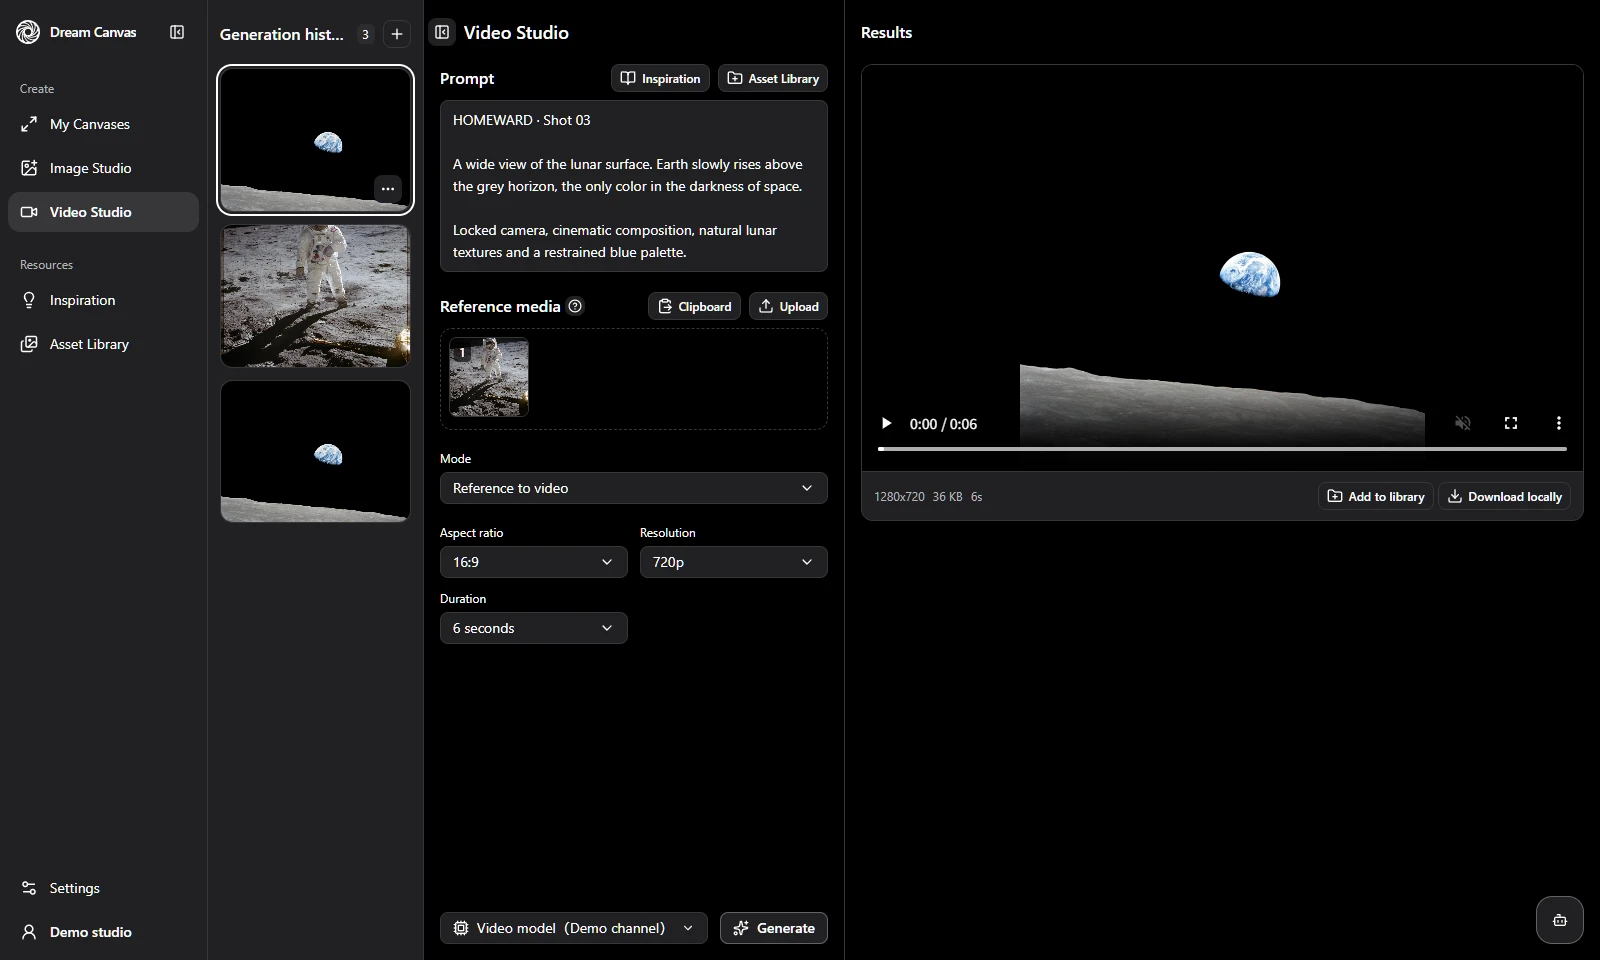 Dream Canvas
Create
My Canvases
Image Studio
Video Studio
Resources
Inspiration
Asset Library
Settings
Demo studio
Generation hist... 3
Video Studio
Prompt
Inspiration
Asset Library
HOMEWARD · Shot 03
A wide view of the lunar surface. Earth slowly rises above
the grey horizon, the only color in the darkness of space.
Locked camera, cinematic composition, natural lunar
textures and a restrained blue palette.
Reference media
Clipboard
Upload
1
Mode
Reference to video
Aspect ratio
Resolution
16:9
720p
Duration
6 seconds
Video model (Demo channel)
Generate
Results
0:00 / 0:06
1280x720 36 KB 6s
Add to library
Download locally